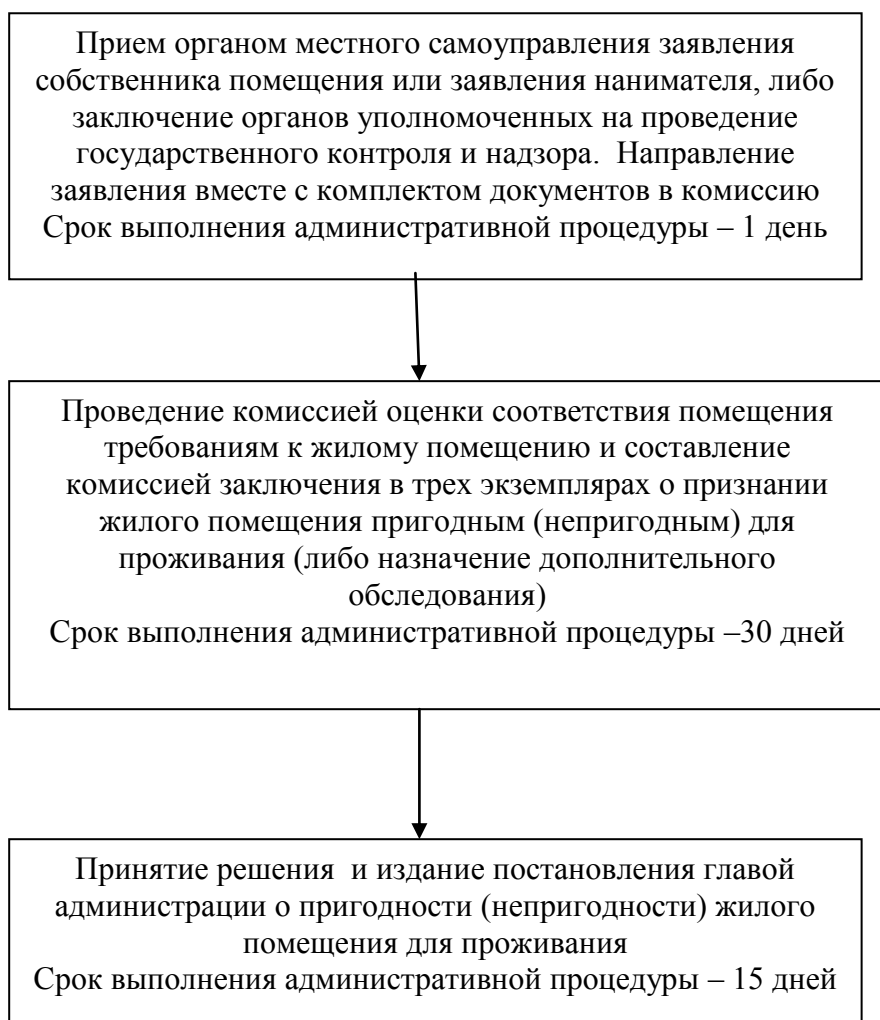 Прием органом местного самоуправления заявления
собственника помещения или заявления нанимателя, либо
заключение органов уполномоченных на проведение
государственного контроля и надзора.  Направление
заявления вместе с комплектом документов в комиссию
Срок выполнения административной процедуры – 1 день
Проведение комиссией оценки соответствия помещения
требованиям к жилому помещению и составление
комиссией заключения в трех экземплярах о признании
жилого помещения пригодным (непригодным) для
проживания (либо назначение дополнительного
обследования)
Срок выполнения административной процедуры –30 дней
Принятие решения  и издание постановления главой
администрации о пригодности (непригодности) жилого
помещения для проживания
Срок выполнения административной процедуры – 15 дней